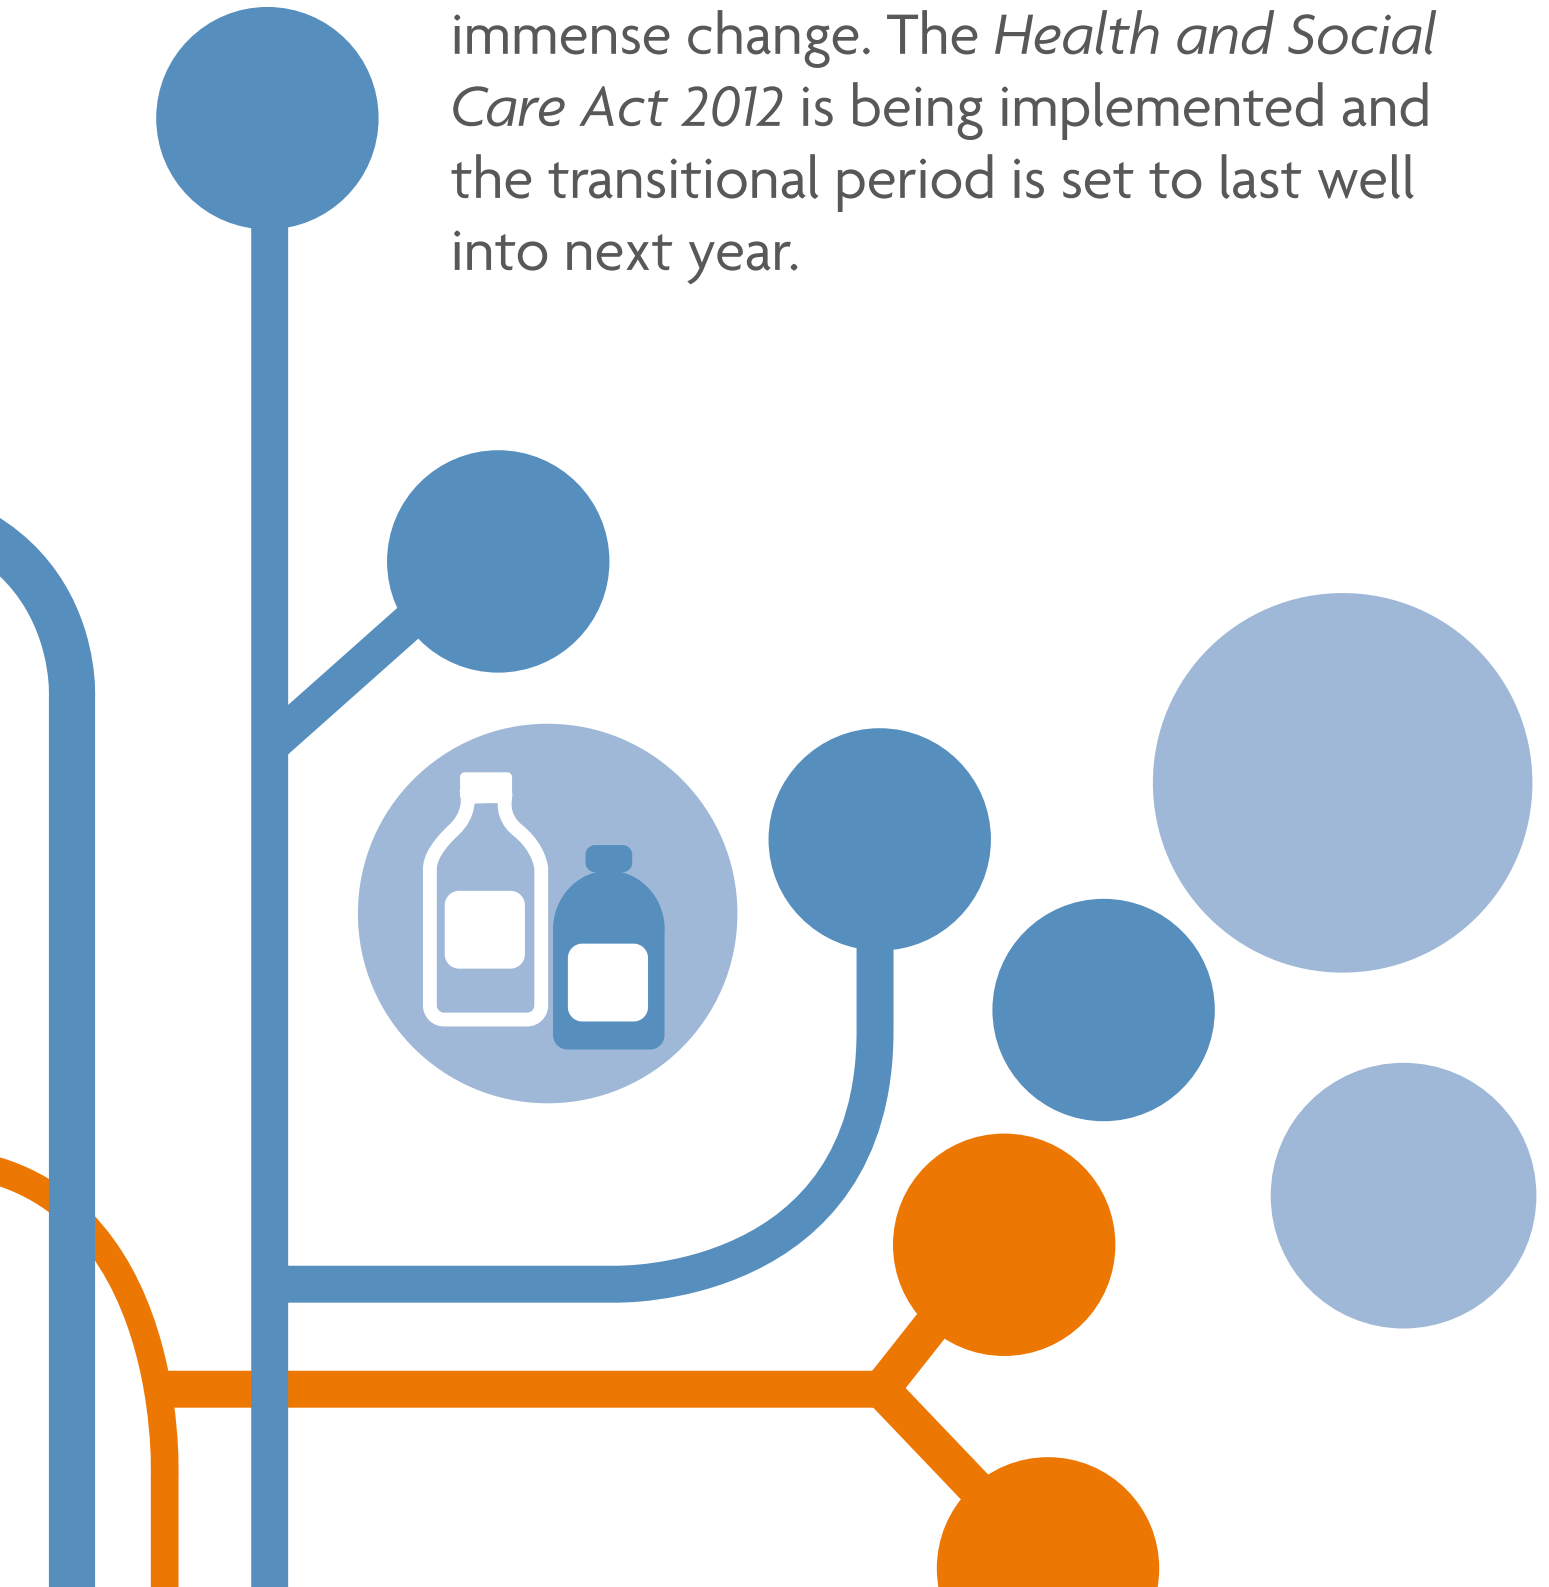 immense change. The Health and Social
Care Act 2012 is being implemented and
the transitional period is set to last well
into next year.